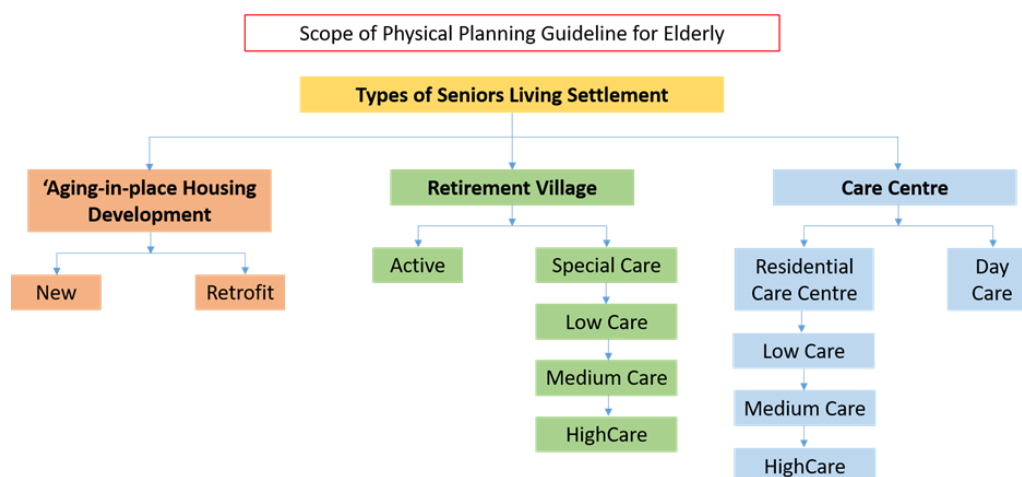 Scope of Physical Planning Guideline for Elderly
Types of Seniors Living Settlement
‘Aging-in-place Housing
Development
New
Retrofit
Retirement Village
Active
Special Care
Low Care
Medium Care
HighCare
Care Centre
Residential
Care Centre
Low Care
Medium Care
HighCare
Day
Care